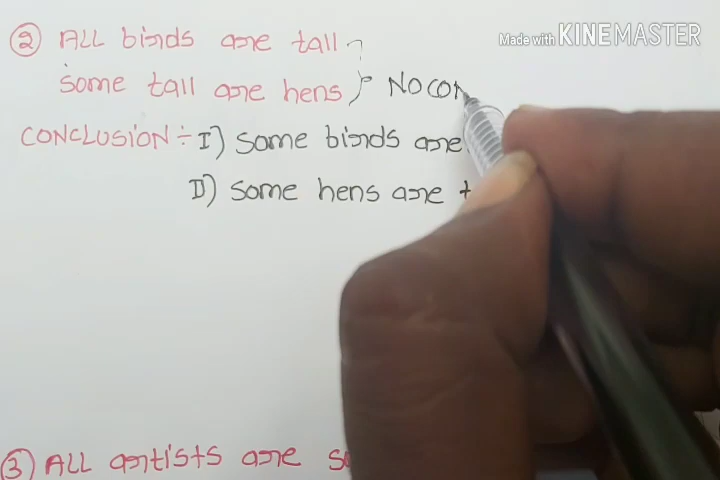 Made with KINEMASTER
② ALL birds are tall
some tall are hens } NO CON
CONCLUSION ÷ I) some birds are
II) some hens are t
③ ALL artists are s